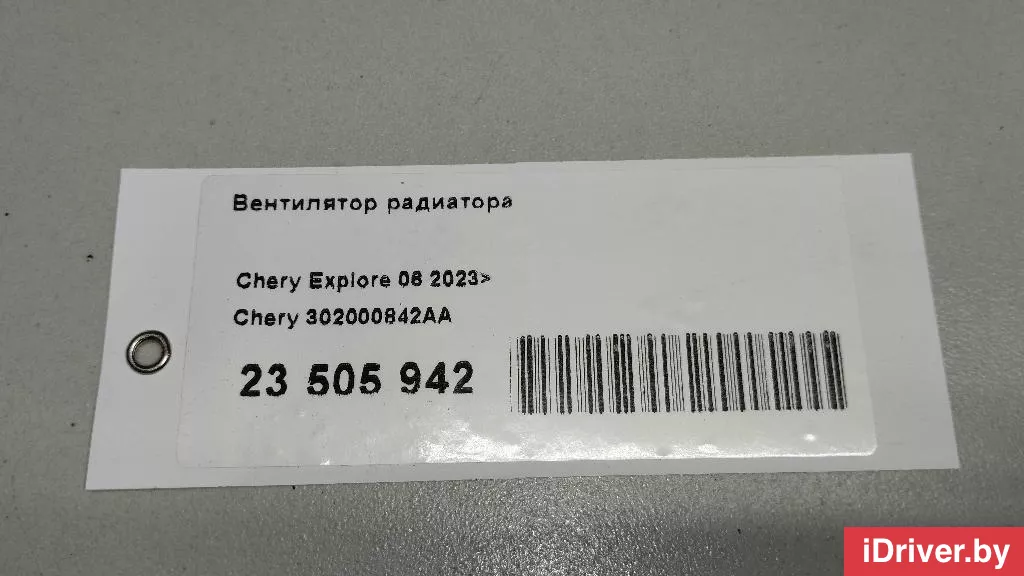 Вентилятор радиатора
Chery Explore 06 2023>
Chery 302000842AA
23 505 942
iDriver.by